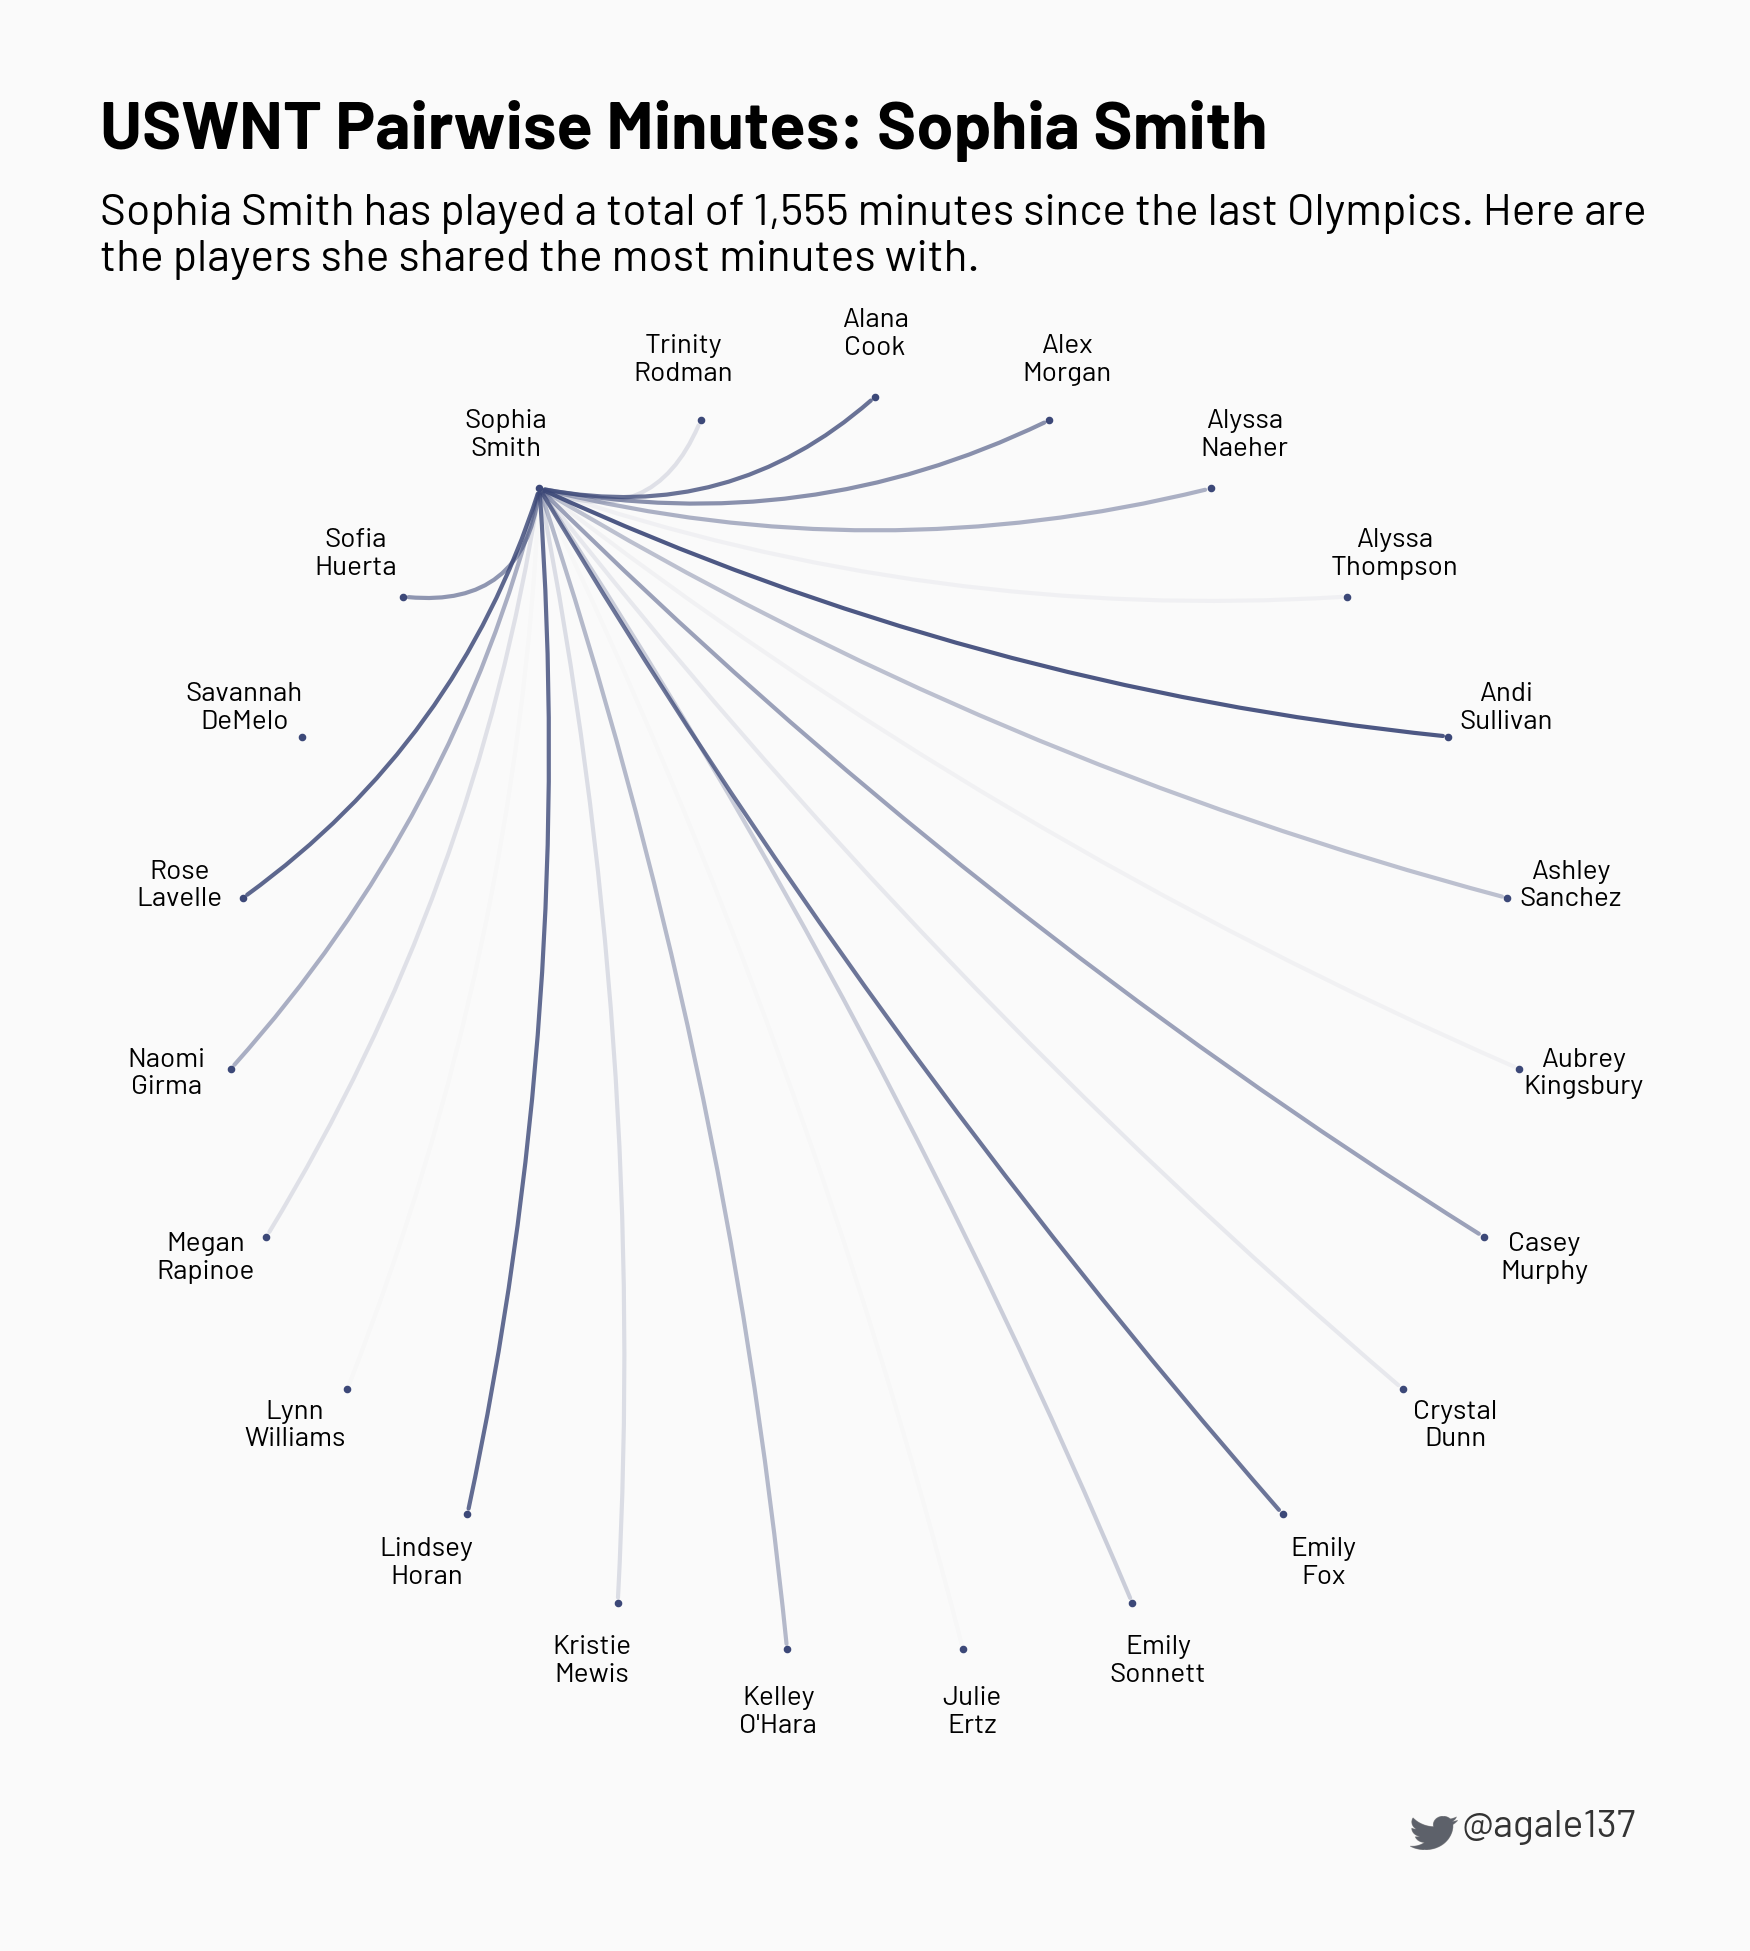 USWNT Pairwise Minutes: Sophia Smith
Sophia Smith has played a total of 1,555 minutes since the last Olympics. Here are
the players she shared the most minutes with.
Alana
Cook
Trinity
Rodman
Alex
Morgan
Sophia
Smith
Alyssa
Naeher
Sofia
Huerta
Alyssa
Thompson
Savannah
DeMelo
Andi
Sullivan
Rose
Lavelle
Ashley
Sanchez
Naomi
Girma
Aubrey
Kingsbury
Megan
Rapinoe
Casey
Murphy
Lynn
Williams
Crystal
Dunn
Lindsey
Horan
Emily
Fox
Kristie
Mewis
Emily
Sonnett
Kelley
O'Hara
Julie
Ertz
@agale137